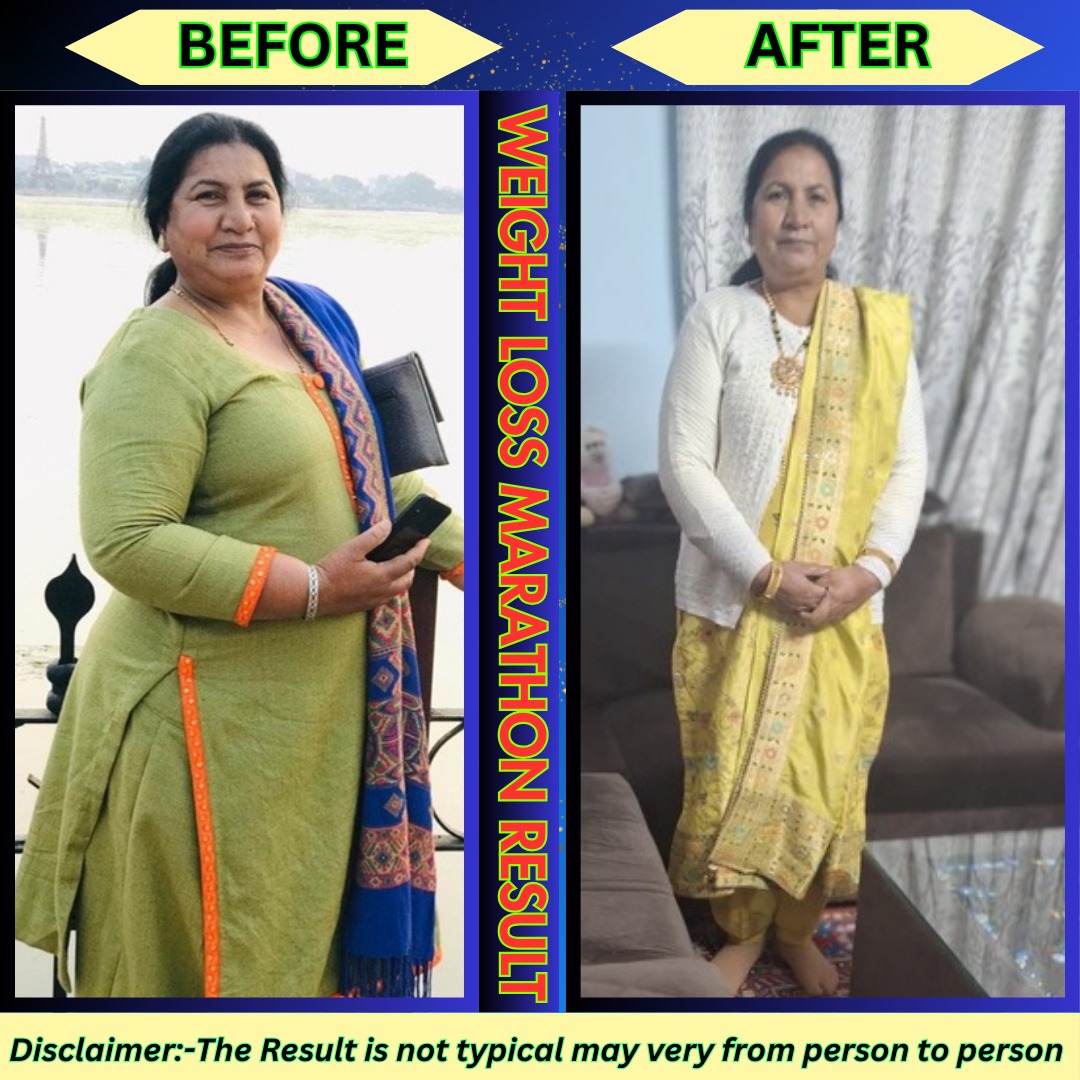 BEFORE
AFTER
WEIGHT LOSS MARATHON RESULT
Disclaimer:-The Result is not typical may very from person to person